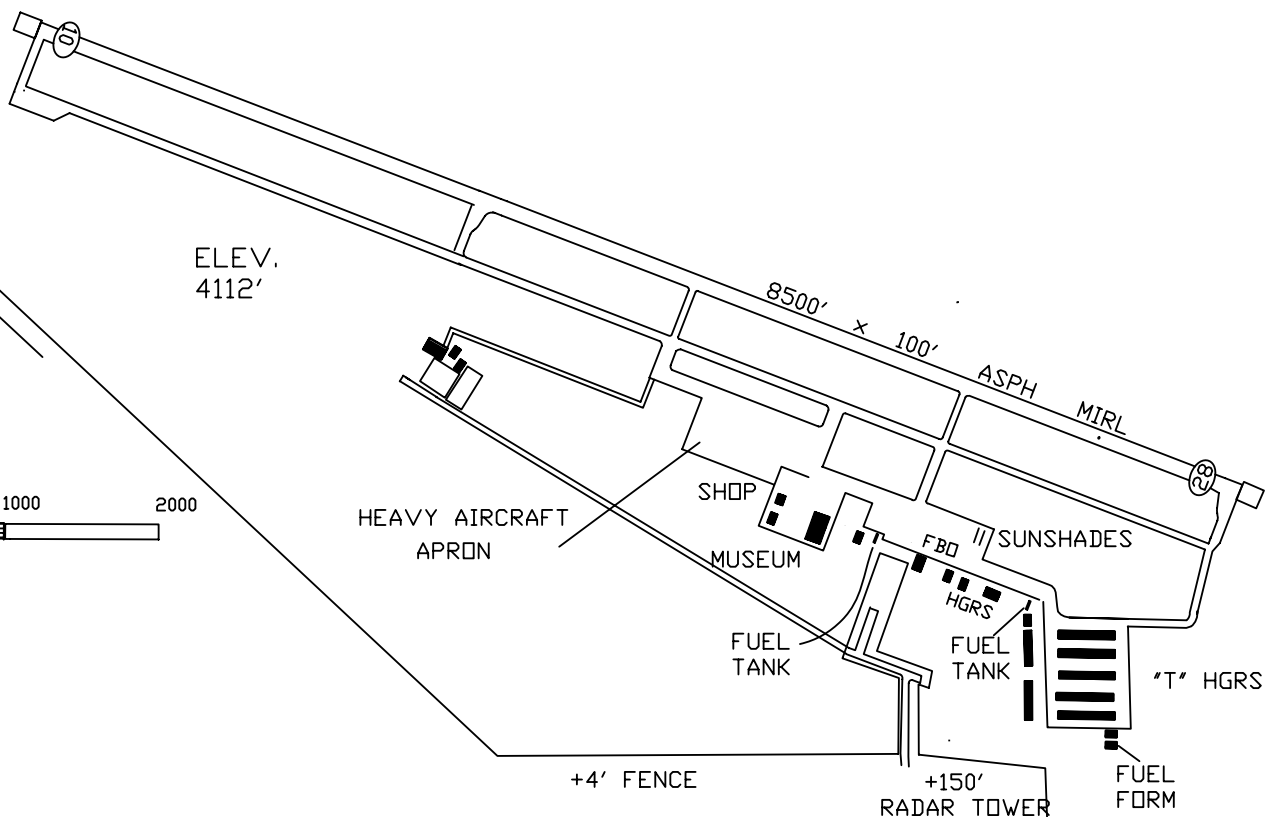 10
ELEV.
4112'
8500' x 100' ASPH MIRL
28
1000 2000
HEAVY AIRCRAFT
APRON
SHOP
MUSEUM
FBO
SUNSHADES
HGRS
FUEL
TANK
FUEL
TANK
"T" HGRS
+4' FENCE
+150'
RADAR TOWER
FUEL
FORM